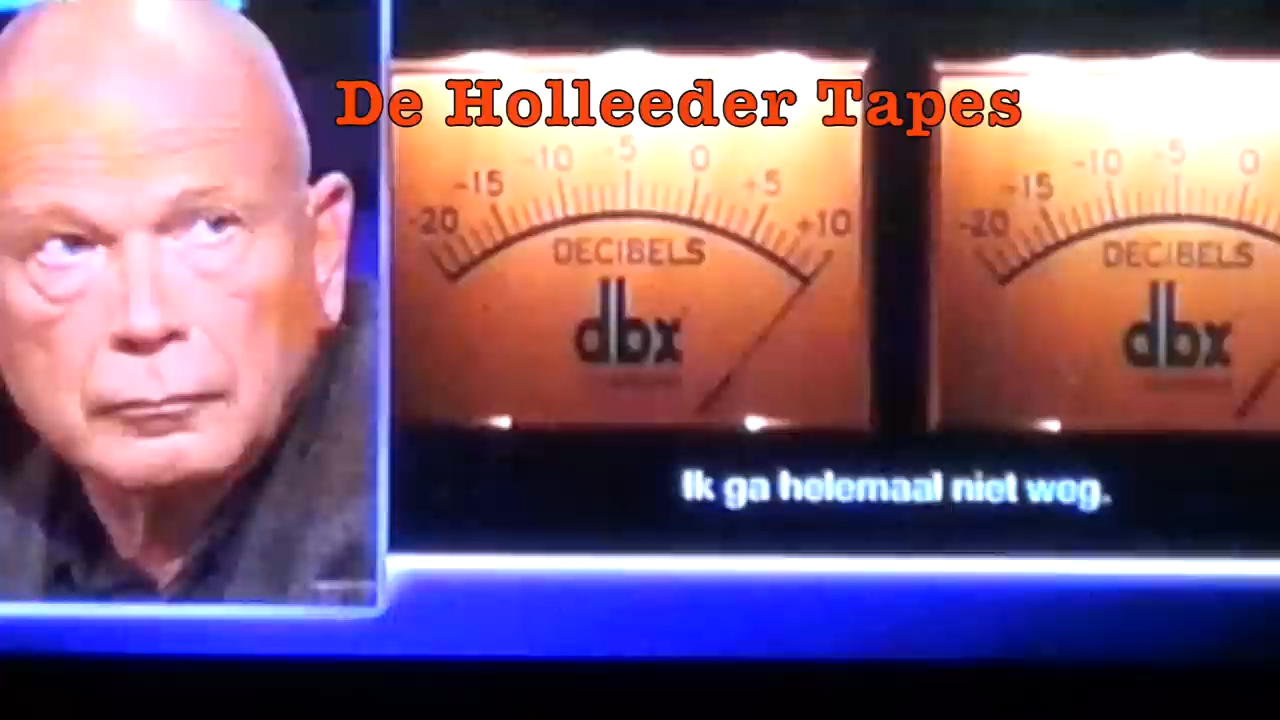 De Holleeder Tapes
-20 -15 -10 -5 0 +5 +10
DECIBELS
dbx
-20 -15 -10 -5 0
DECIBELS
dbx
Ik ga helemaal niet weg.